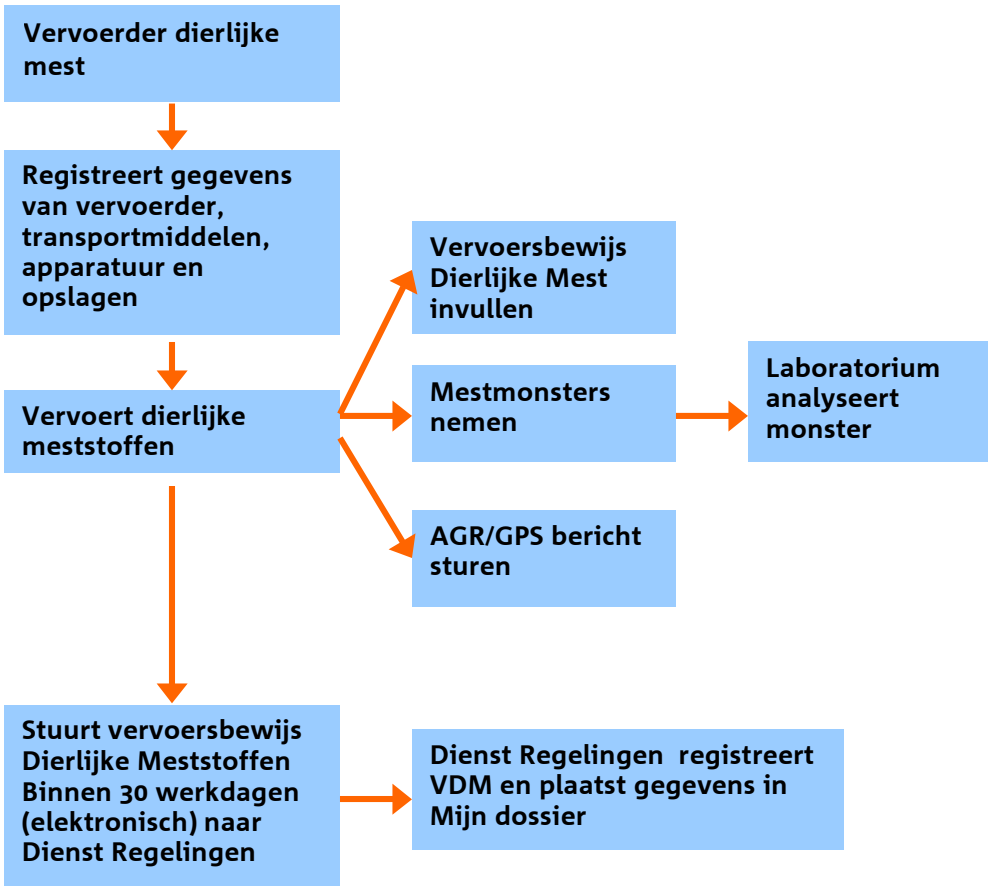 Vervoerder dierlijke
mest
Registreert gegevens
van vervoerder,
transportmiddelen,
apparatuur en
opslagen
Vervoert dierlijke
meststoffen
Vervoersbewijs
Dierlijke Mest
invullen
Mestmonsters
nemen
Laboratorium
analyseert
monster
AGR/GPS bericht
sturen
Stuurt vervoersbewijs
Dierlijke Meststoffen
Binnen 30 werkdagen
(elektronisch) naar
Dienst Regelingen
Dienst Regelingen registreert
VDM en plaatst gegevens in
Mijn dossier